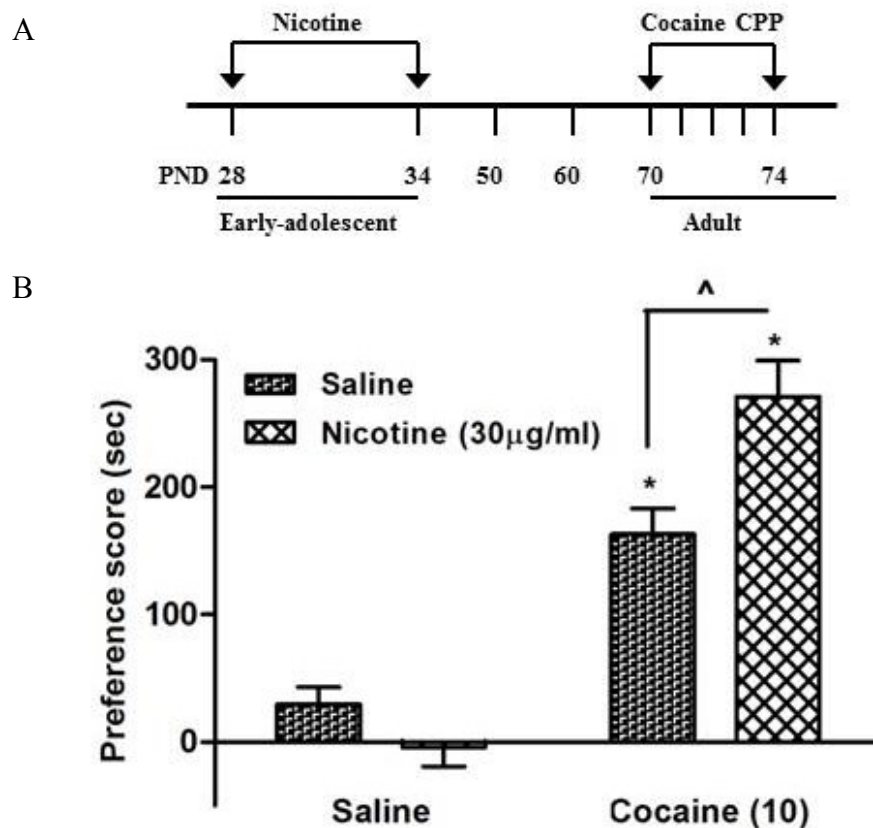 A
Nicotine Cocaine CPP
PND 28 34 50 60 70 74
Early-adolescent Adult
B
^
300 *
Saline
Nicotine (30µg/ml)
200
*
100
0
Preference score (sec)
Saline Cocaine (10)